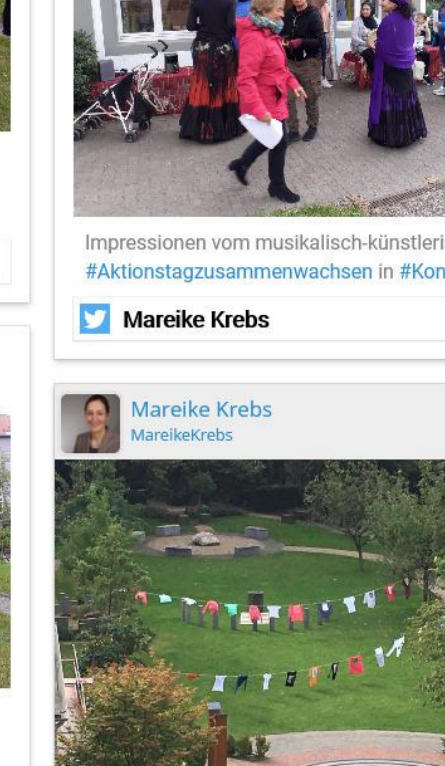 Impressionen vom musikalisch-künstleri
#Aktionstagzusammenwachsen in #Kon
Mareike Krebs
Mareike Krebs
MareikeKrebs